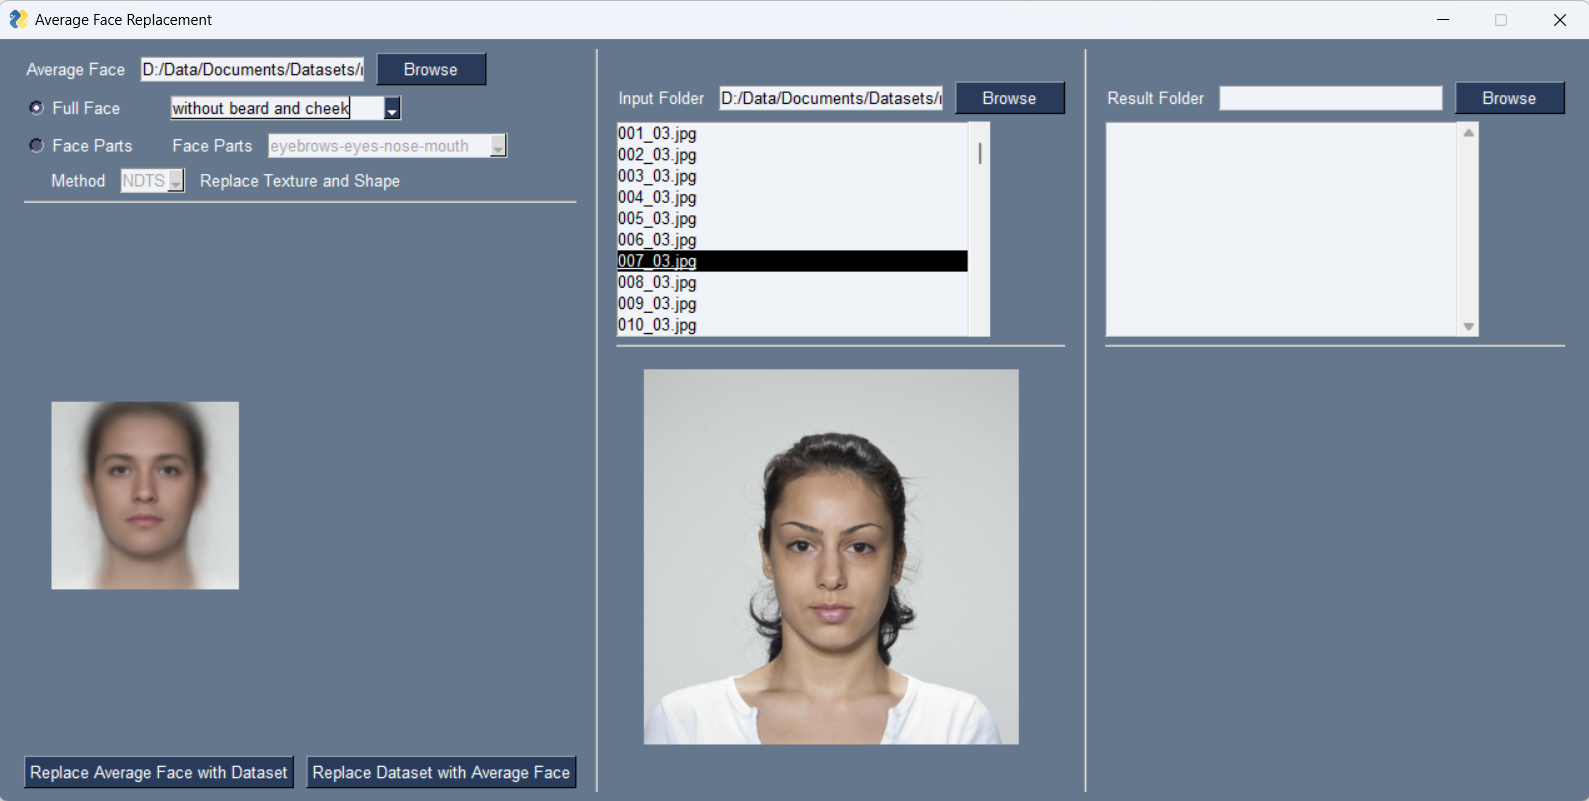 Average Face Replacement
Average Face D:/Data/Documents/Datasets/ Browse
Full Face without beard and cheek
Face Parts Face Parts eyebrows-eyes-nose-mouth
Method NDTS Replace Texture and Shape
Replace Average Face with Dataset Replace Dataset with Average Face
Input Folder D:/Data/Documents/Datasets/ Browse
001_03.jpg
002_03.jpg
003_03.jpg
004_03.jpg
005_03.jpg
006_03.jpg
007_03.jpg
008_03.jpg
009_03.jpg
010_03.jpg
Result Folder Browse